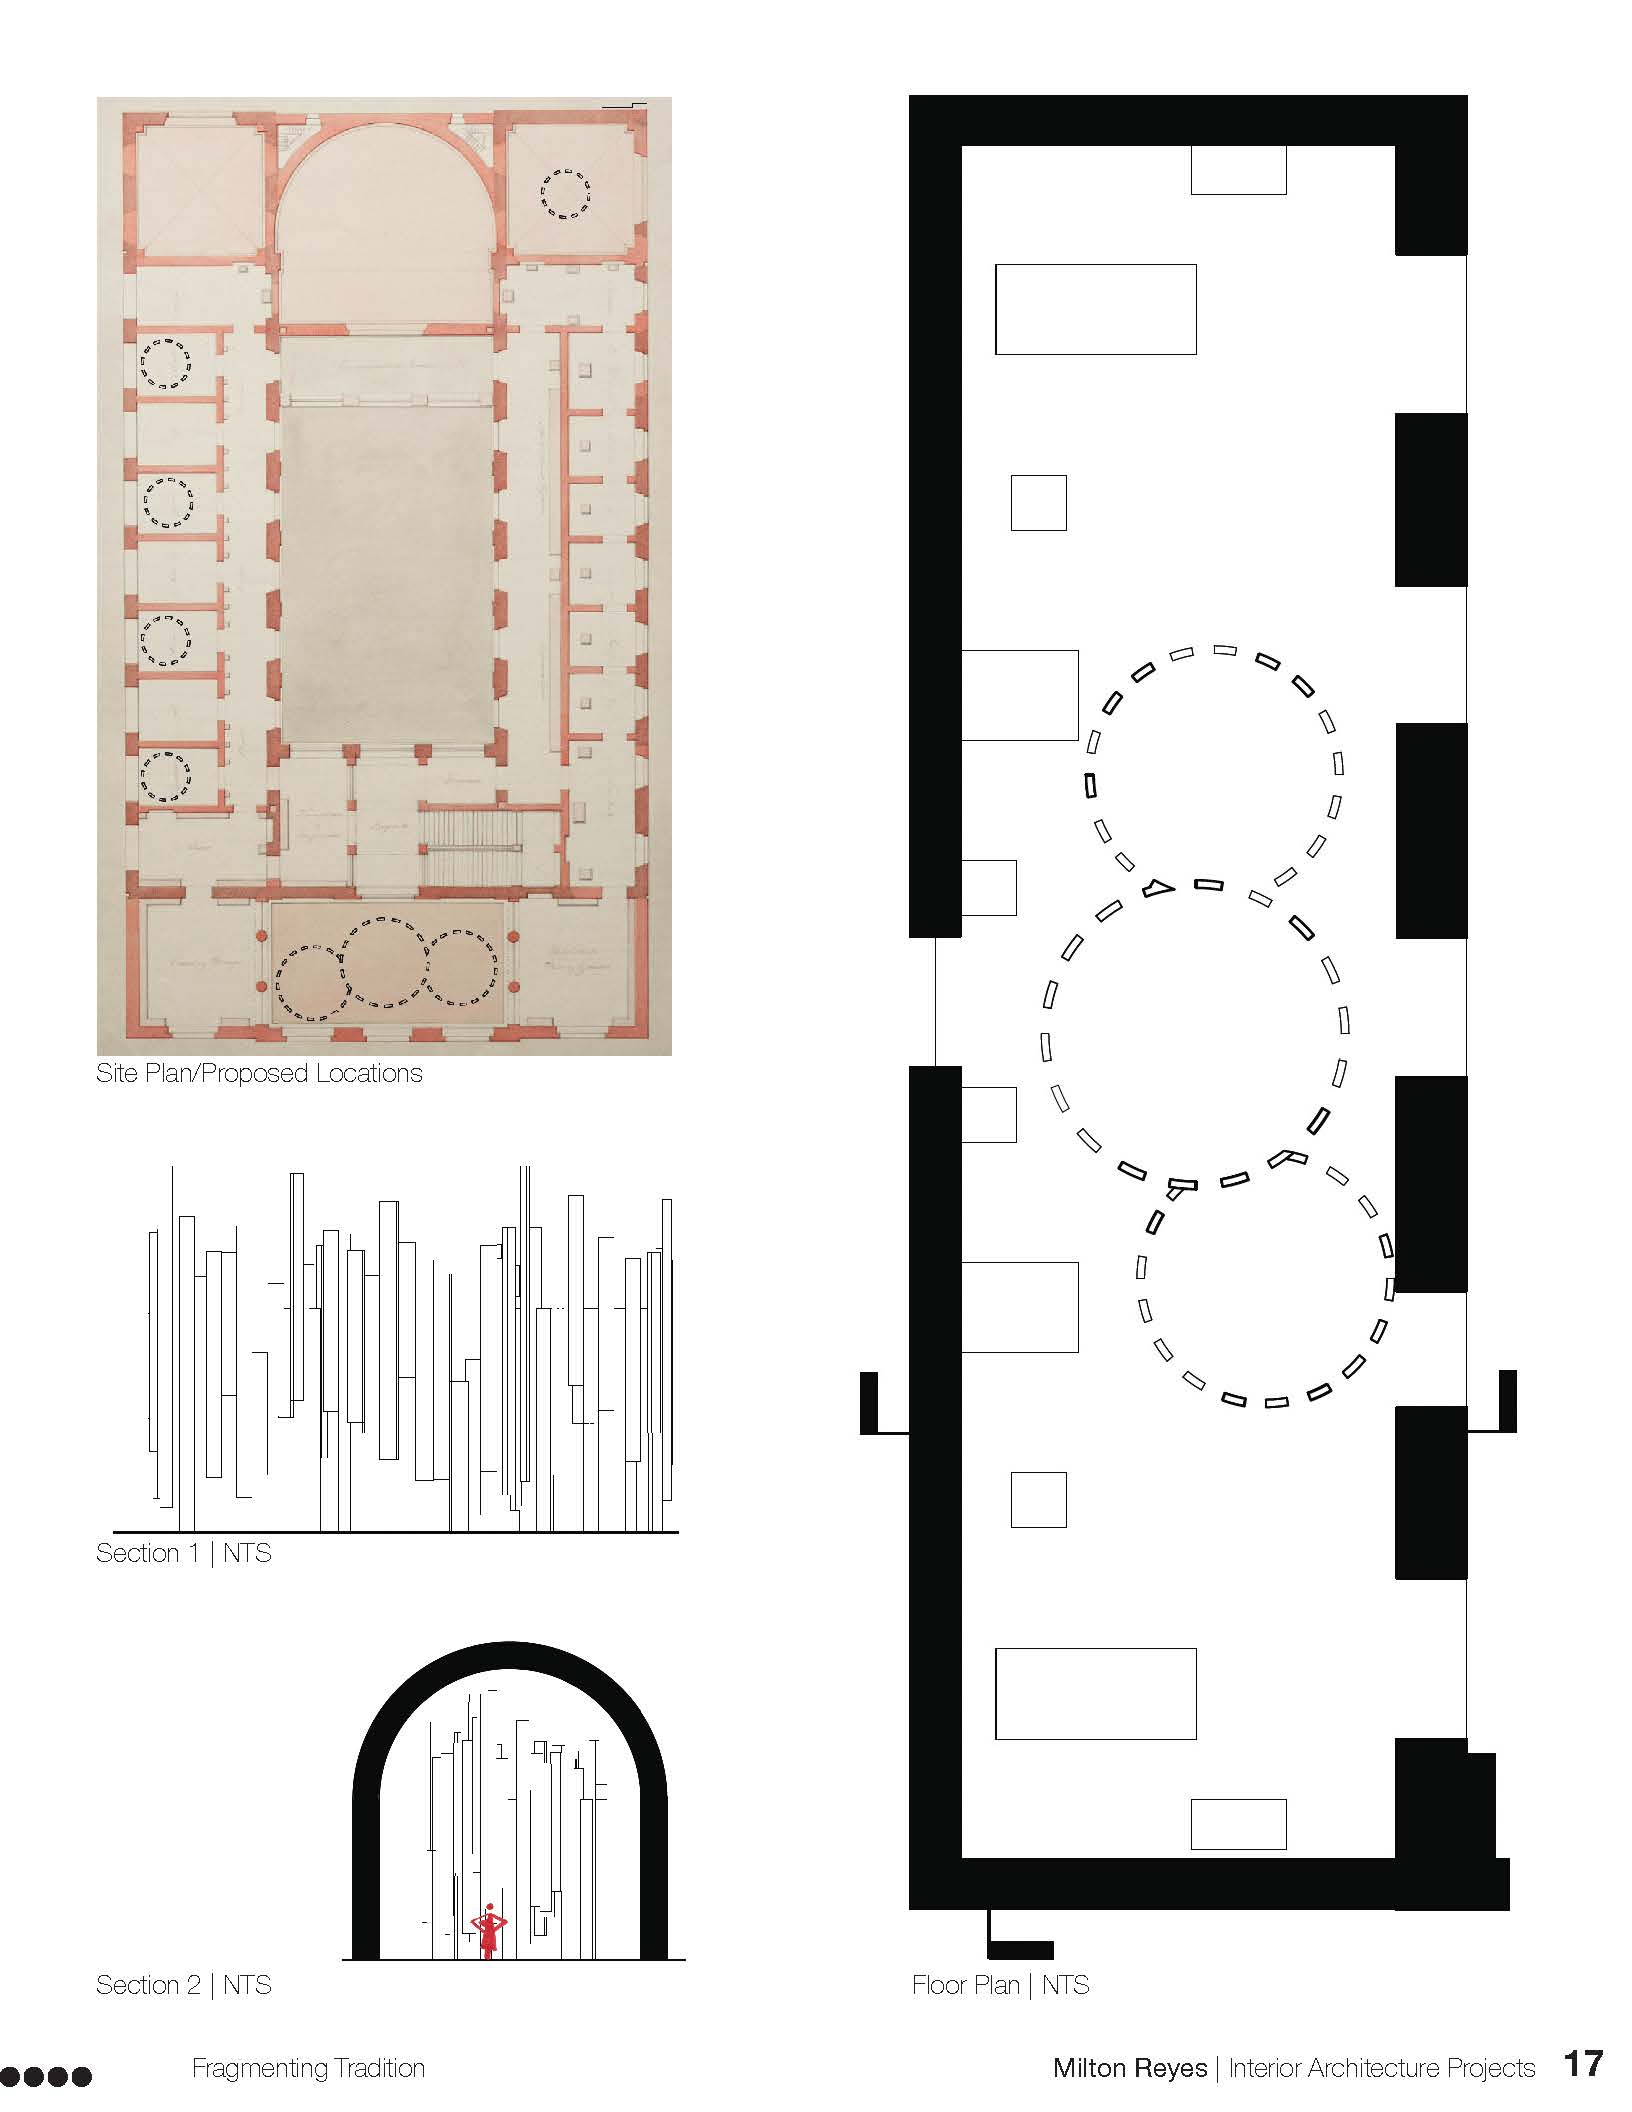 Site Plan/Proposed Locations
Section 1 | NTS
Section 2 | NTS
Floor Plan | NTS
Fragmenting Tradition
Milton Reyes | Interior Architecture Projects 17